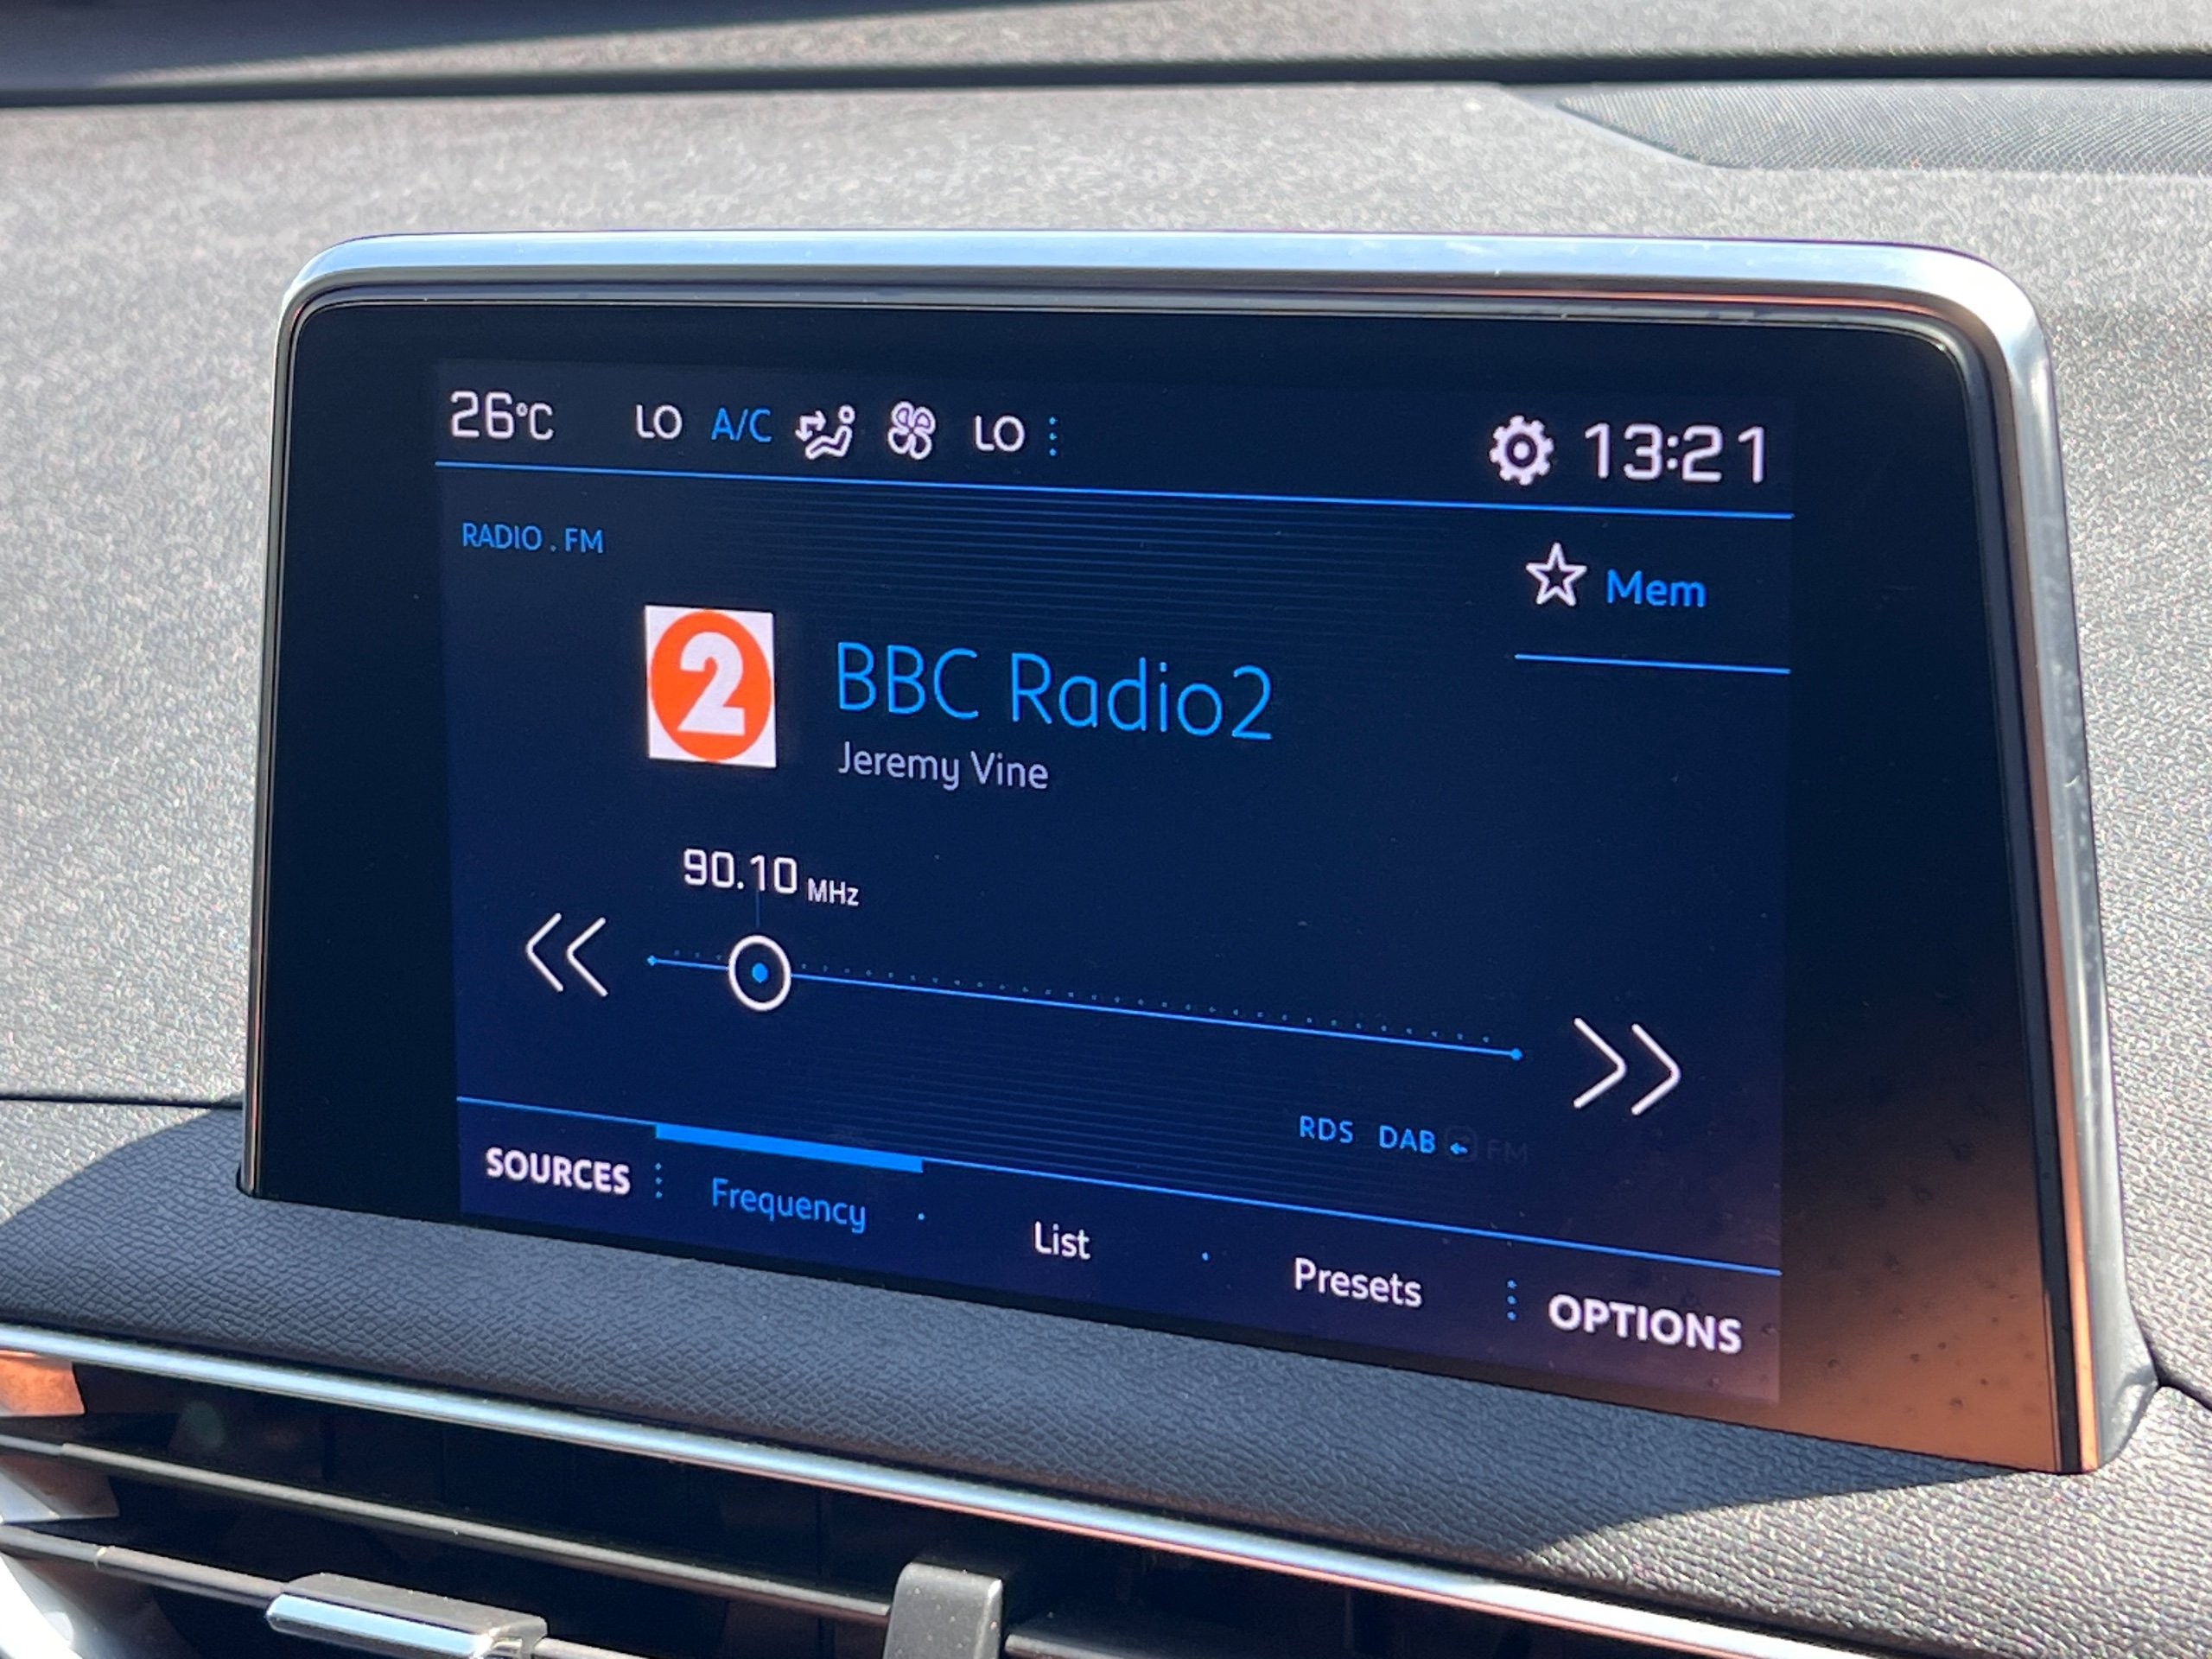 26°C LO A/C LO 13:21
RADIO . FM
Mem
2
BBC Radio2
Jeremy Vine
90.10 MHz
RDS DAB FM
SOURCES Frequency List Presets OPTIONS